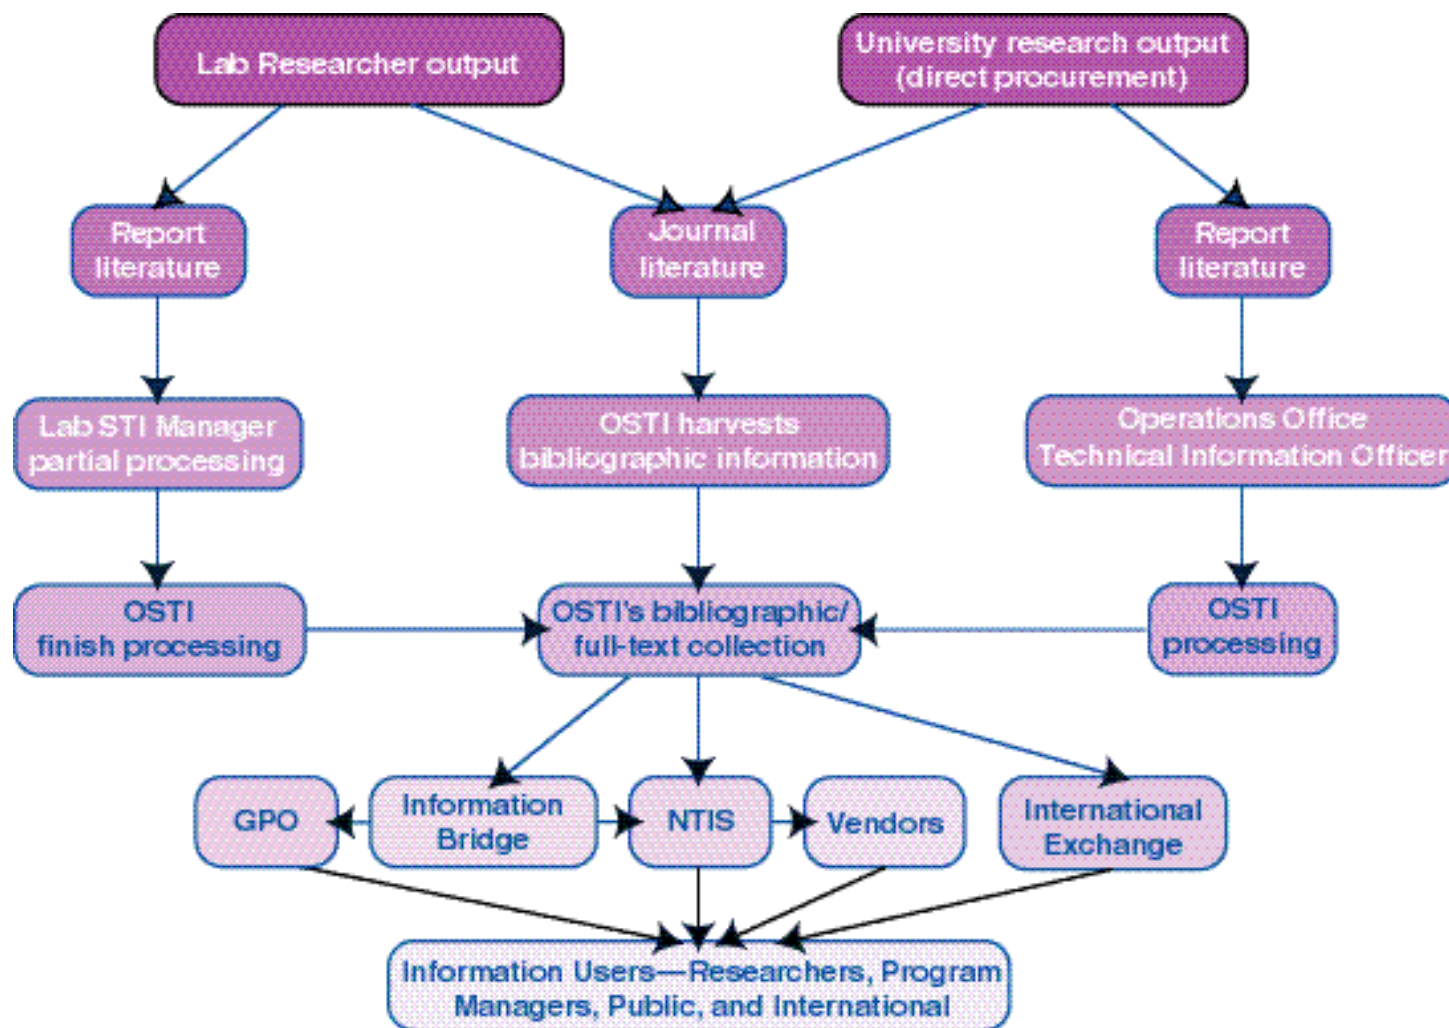 Lab Researcher output
University research output
(direct procurement)
Report
literature
Journal
literature
Report
literature
Lab STI Manager
partial processing
OSTI harvests
bibliographic information
Operations Office
Technical Information Officer
OSTI
finish processing
OSTI's bibliographic/
full-text collection
OSTI
processing
GPO
Information
Bridge
NTIS
Vendors
International
Exchange
Information Users—Researchers, Program
Managers, Public, and International